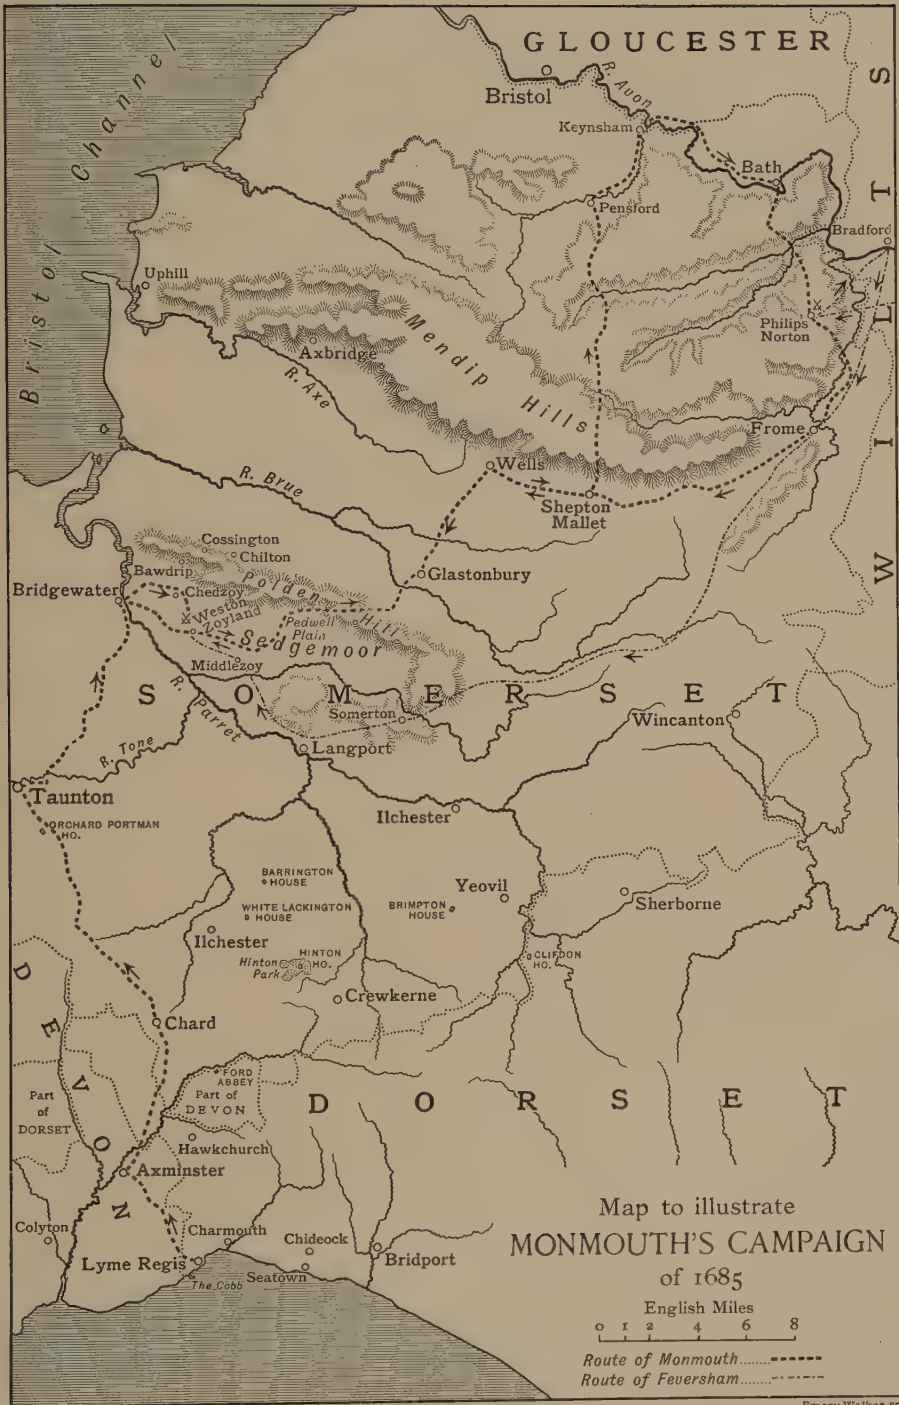 GLOUCESTER
Bristol Channel
R. Avon
Bristol
Keynsham
Bath
WILTS
Pensford
Bradford
Uphill
Philips
Norton
Mendip Hills
Axbridge
R. Axe
Frome
Wells
R. Brue
Shepton
Mallet
Cossington
Chilton
Bawdrip
Glastonbury
Bridgewater
Chedzoy
Polden Hill
Weston
Zoyland
Pedwell
Plain
Sedgemoor
Middlezoy
SOMERSET
R. Parret
Somerton
Wincanton
R. Tone
Langport
Taunton
Ilchester
ORCHARD PORTMAN
HO.
BARRINGTON
HOUSE
Yeovil
WHITE LACKINGTON
HOUSE
BRIMPTON
HOUSE
Sherborne
Ilchester
HINTON
HO.
Hinton
Park
CLIFDON
HO.
DEVON
Crewkerne
Chard
FORD
ABBEY
Part of
DEVON
DORSET
Part
of
DORSET
Hawkchurch
Axminster
Colyton
Charmouth
Chideock
Lyme Regis
Seatown
Bridport
The Cobb
Map to illustrate
MONMOUTH'S CAMPAIGN
of 1685
English Miles
0 1 2 4 6 8
Route of Monmouth
Route of Feversham
Emery Walker